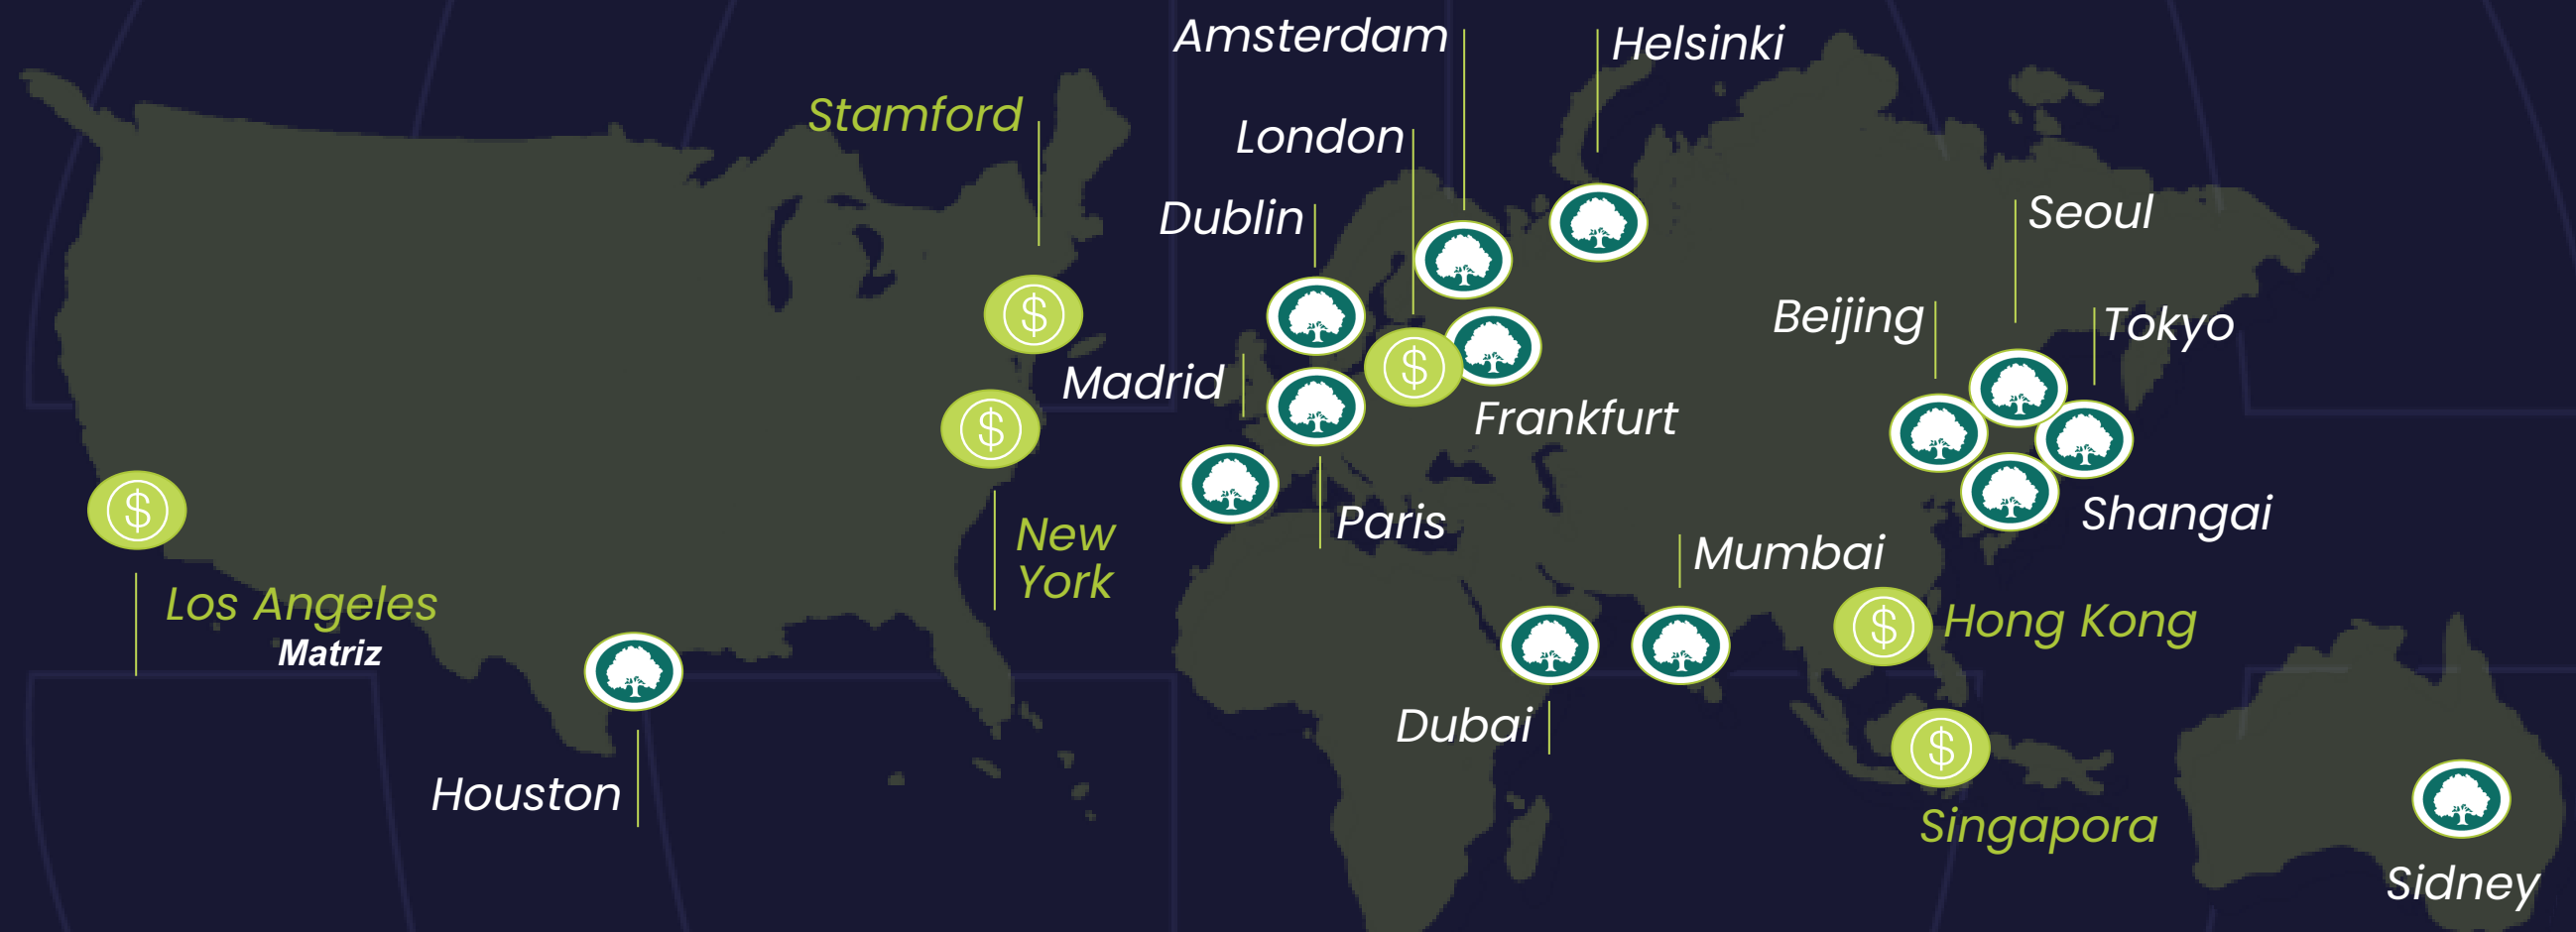 Amsterdam
Helsinki
Stamford
London
Dublin
Seoul
Beijing
Tokyo
Madrid
Frankfurt
Shangai
Paris
New
York
Mumbai
Los Angeles
Matriz
Hong Kong
Dubai
Houston
Singapora
Sidney
$
$
$
$
$
$